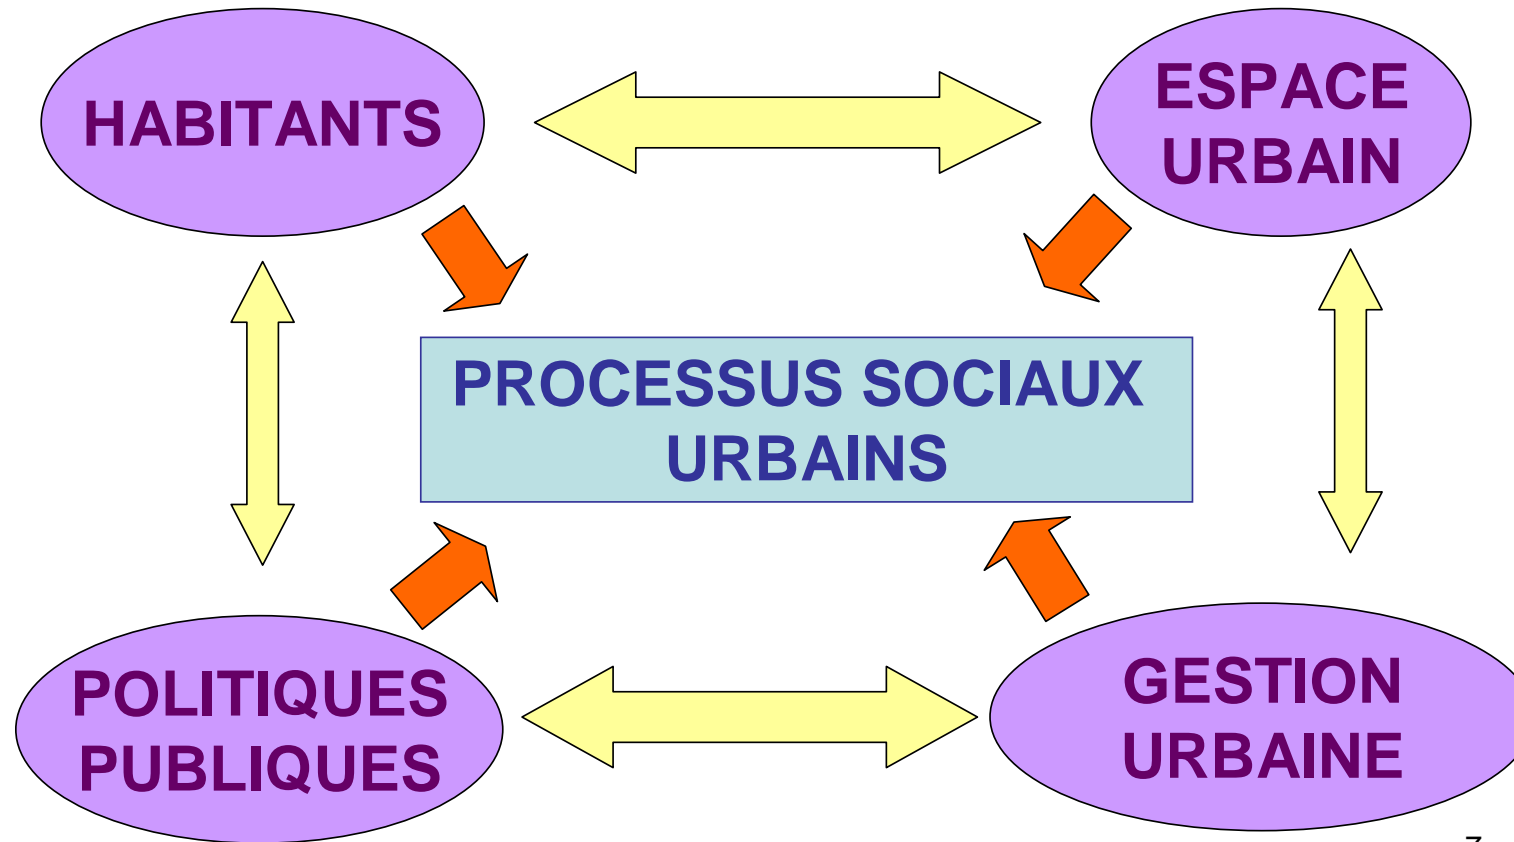 HABITANTS
ESPACE
URBAIN
PROCESSUS SOCIAUX
URBAINS
POLITIQUES
PUBLIQUES
GESTION
URBAINE